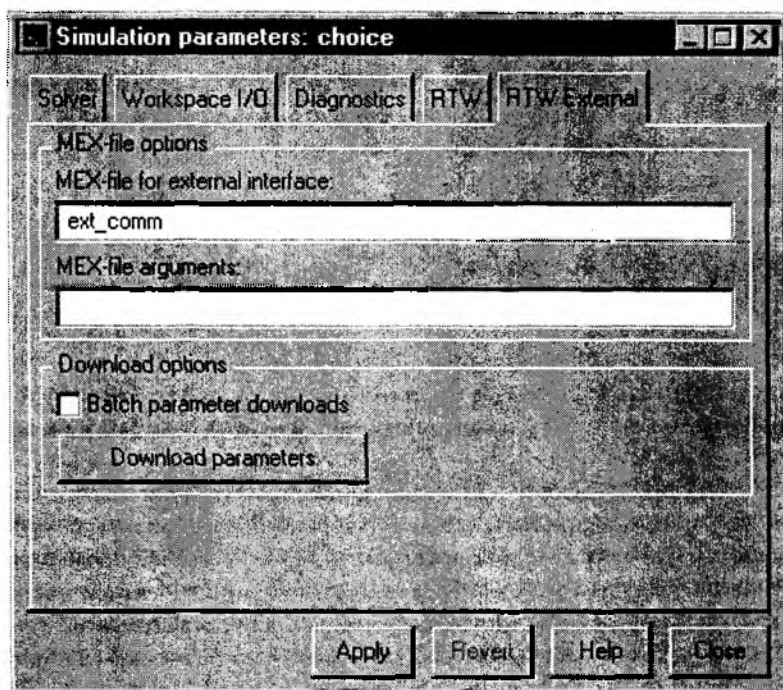 Simulation parameters: choice
Solver Workspace I/O Diagnostics RTW RTW External
MEX-file options
MEX-file for external interface:
ext_comm
MEX-file arguments:
Download options
Batch parameter downloads
Download parameters
Apply Revert Help Close